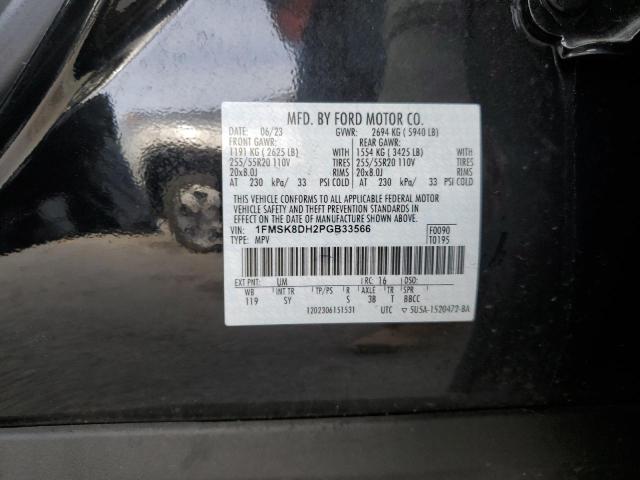 MFD. BY FORD MOTOR CO.
DATE: 06/23 GVWR: 2694 KG ( 5940 LB)
FRONT GAWR: REAR GAWR:
1191 KG ( 2625 LB) WITH 1554 KG ( 3425 LB) WITH
255/55R20 110V TIRES 255/55R20 110V TIRES
20x8.0J RIMS 20x8.0J RIMS
AT 230 kPa/ 33 PSI COLD AT 230 kPa/ 33 PSI COLD
THIS VEHICLE CONFORMS TO ALL APPLICABLE FEDERAL MOTOR
VEHICLE SAFETY AND THEFT PREVENTION STANDARDS IN
EFFECT ON THE DATE OF MANUFACTURE SHOWN ABOVE.
VIN: 1FMSK8DH2PGB33566 F0090
TYPE: MPV T0195
EXT PNT: UM RC: 16 DSO:
WB INT TR TP/PS R AXLE TR SPR
119 SY S 38 T BBCC
1202306151531 UTC ▽ 5U5A-1520472-BA